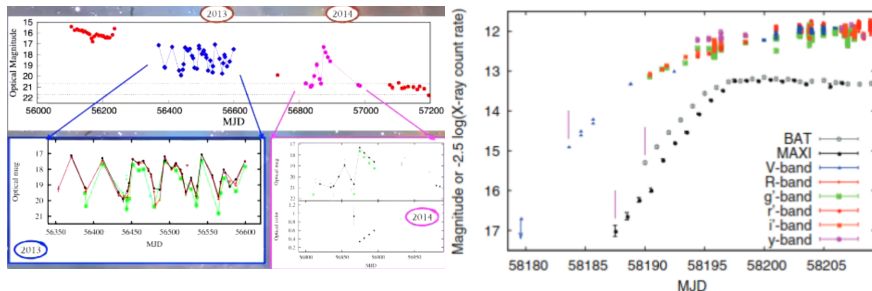 2013
2014
Optical Magnitude
15
16
17
18
19
20
21
22
56000
56200
56400
56600
56800
57000
57200
MJD
Optical mag
17
18
19
20
21
56350
56400
56450
56500
56550
56600
MJD
2013
Optical mag
2014
MJD
Magnitude or -2.5 log(X-ray count rate)
12
13
14
15
16
17
58180
58185
58190
58195
58200
58205
MJD
BAT
MAXI
V-band
R-band
g'-band
r'-band
i'-band
y-band